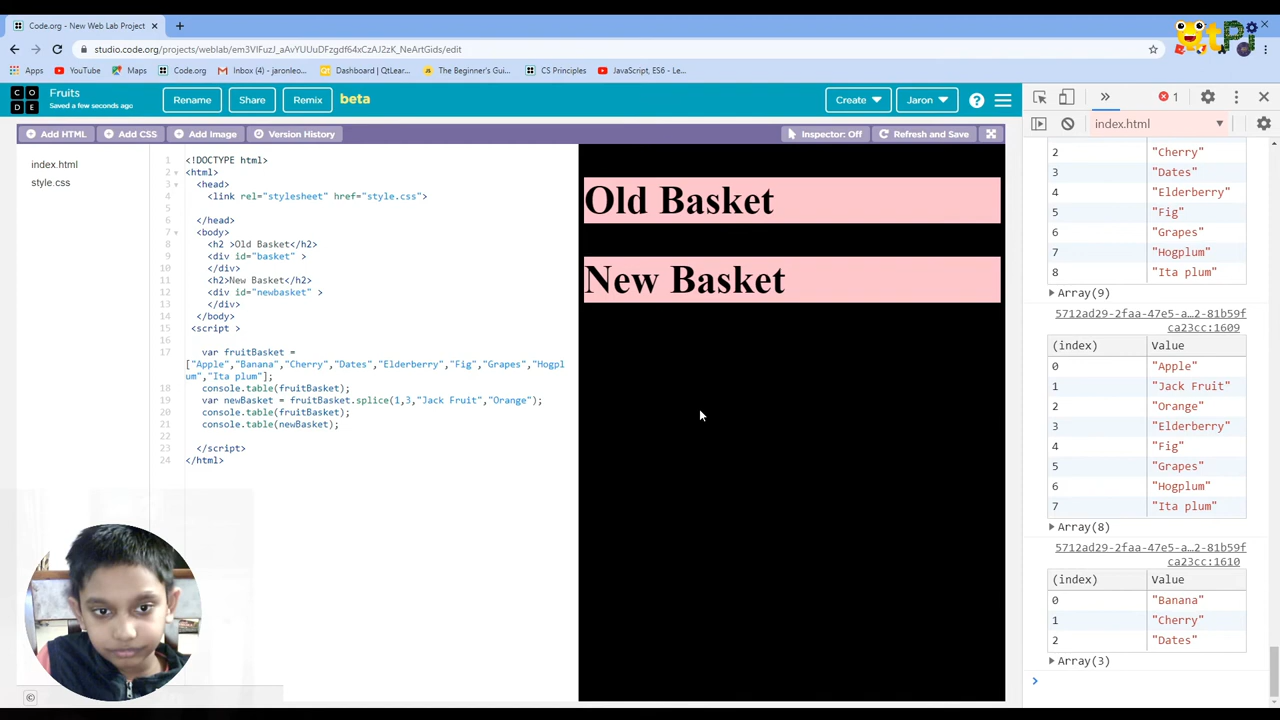 Code.org - New Web Lab Project
studio.code.org/projects/weblab/em3VIFuzJ_aAvYUUuDFzgdf64xCzAJ2zK_NeArtGids/edit
QtPi
Apps YouTube Maps Code.org Inbox (4) - jaronleo... Dashboard | QtLear... The Beginner's Guid... CS Principles JavaScript, ES6 - Le...
CODE
Fruits
Saved a few seconds ago
Rename Share Remix beta Create Jaron
1
index.html
Add HTML Add CSS Add Image Version History Inspector: Off Refresh and Save
index.html
style.css
1 <!DOCTYPE html>
2 <html>
3 <head>
4 <link rel="stylesheet" href="style.css">
5
6 </head>
7 <body>
8 <h2 >Old Basket</h2>
9 <div id="basket" >
10 </div>
11 <h2>New Basket</h2>
12 <div id="newbasket" >
13 </div>
14 </body>
15 <script >
16
17 var fruitBasket =
["Apple","Banana","Cherry","Dates","Elderberry","Fig","Grapes","Hogpl
um","Ita plum"];
18 console.table(fruitBasket);
19 var newBasket = fruitBasket.splice(1,3,"Jack Fruit","Orange");
20 console.table(fruitBasket);
21 console.table(newBasket);
22
23 </script>
24 </html>
Old Basket
New Basket
2 "Cherry"
3 "Dates"
4 "Elderberry"
5 "Fig"
6 "Grapes"
7 "Hogplum"
8 "Ita plum"
Array(9)
5712ad29-2faa-47e5-a…2-81b59f
ca23cc:1609
(index) Value
0 "Apple"
1 "Jack Fruit"
2 "Orange"
3 "Elderberry"
4 "Fig"
5 "Grapes"
6 "Hogplum"
7 "Ita plum"
Array(8)
5712ad29-2faa-47e5-a…2-81b59f
ca23cc:1610
(index) Value
0 "Banana"
1 "Cherry"
2 "Dates"
Array(3)